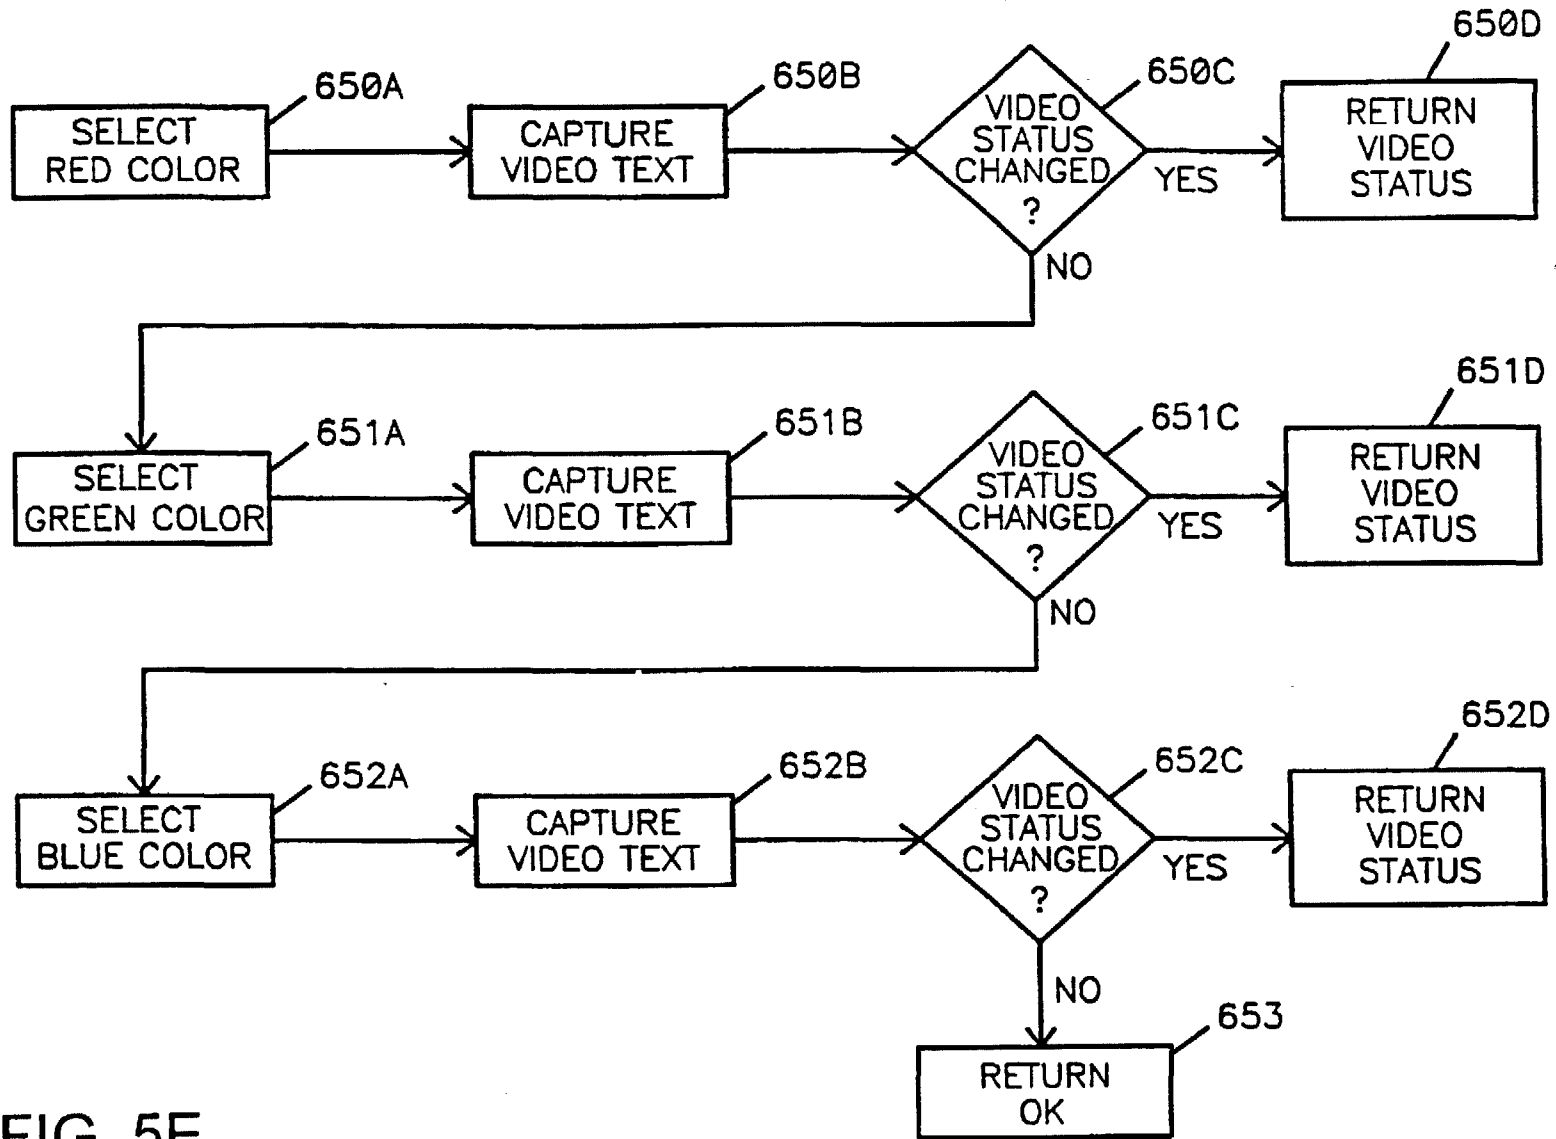 650A
SELECT
RED COLOR
650B
CAPTURE
VIDEO TEXT
650C
VIDEO
STATUS
CHANGED
?
YES
NO
650D
RETURN
VIDEO
STATUS
651A
SELECT
GREEN COLOR
651B
CAPTURE
VIDEO TEXT
651C
VIDEO
STATUS
CHANGED
?
YES
NO
651D
RETURN
VIDEO
STATUS
652A
SELECT
BLUE COLOR
652B
CAPTURE
VIDEO TEXT
652C
VIDEO
STATUS
CHANGED
?
YES
NO
652D
RETURN
VIDEO
STATUS
653
RETURN
OK
FIG.